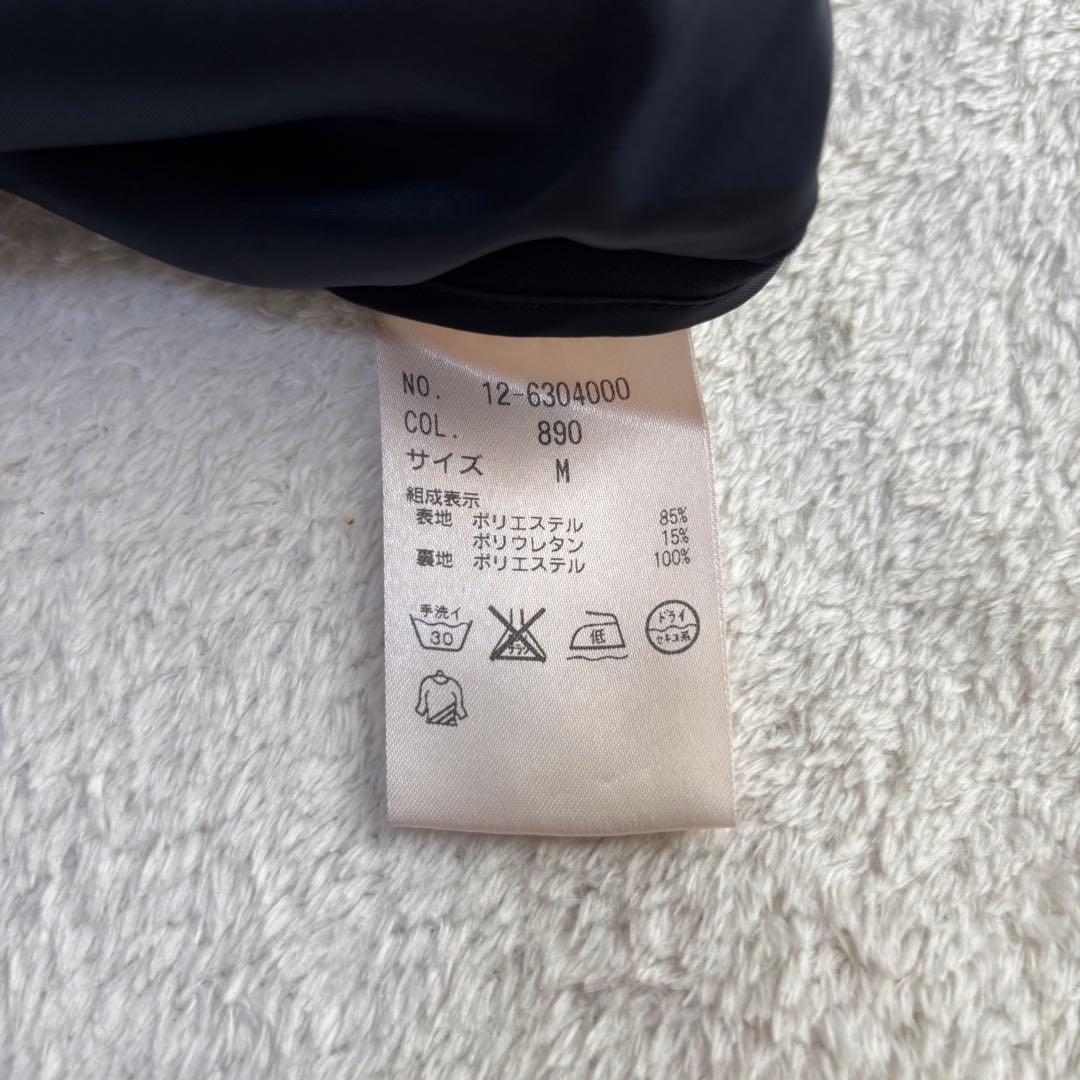 NO. 12-6304000
COL. 890
サイズ M
組成表示
表地 ポリエステル 85%
ポリウレタン 15%
裏地 ポリエステル 100%
手洗イ
30
低
ドライ
セキユ系